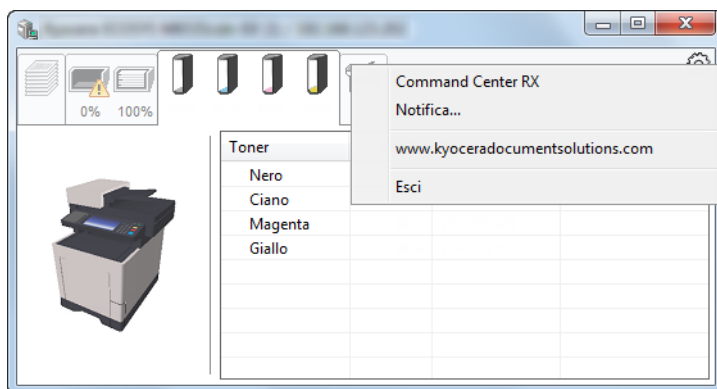 0% 100%
Command Center RX
Notifica...
www.kyoceradocumentsolutions.com
Esci
Toner
Nero
Ciano
Magenta
Giallo